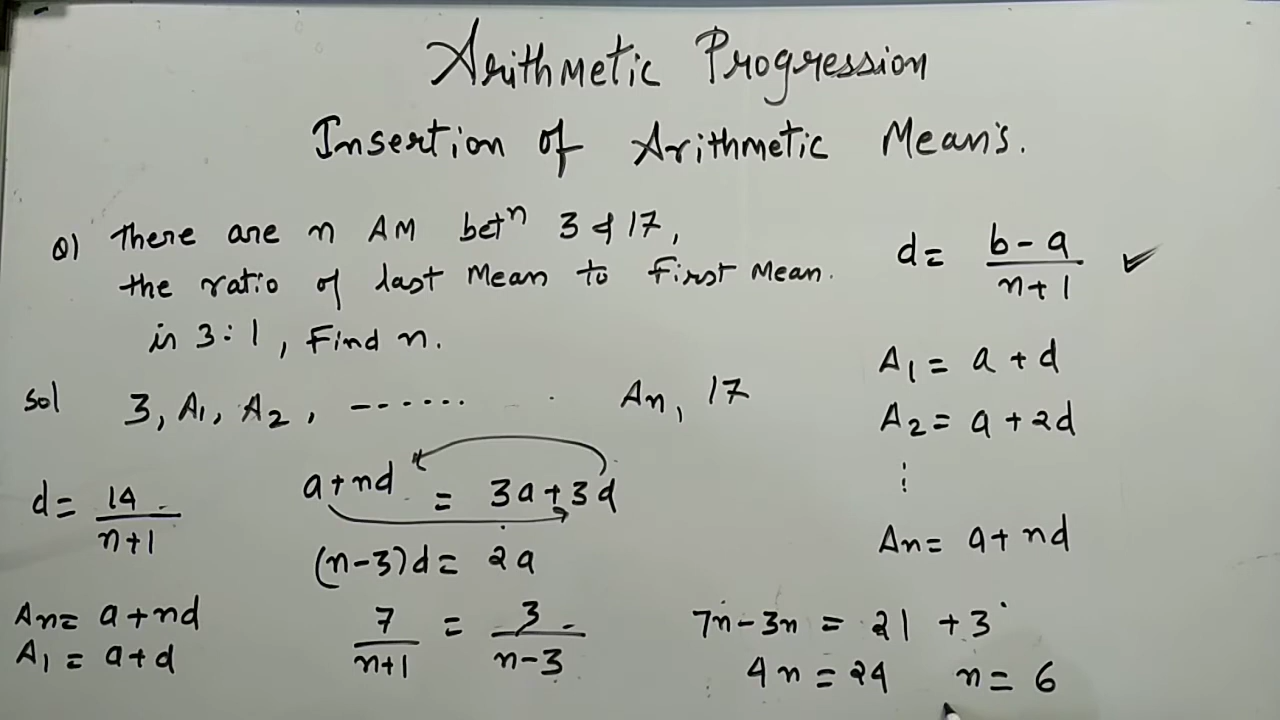 Arithmetic Progression
Insertion of Arithmetic Mean's.
Q) There are n AM betⁿ 3 & 17,
the ratio of last Mean to First Mean.
is 3:1, Find n.
Sol 3, A₁, A₂, ------- An, 17
d = 14/(n+1)
An = a+nd
A₁ = a+d
a+nd = 3a+3d
(n-3)d = 2a
7/(n+1) = 3/(n-3)
d = (b-a)/(n+1) ✓
A₁ = a+d
A₂ = a+2d
⋮
An = a+nd
7n-3n = 21 +3
4n = 24 n = 6